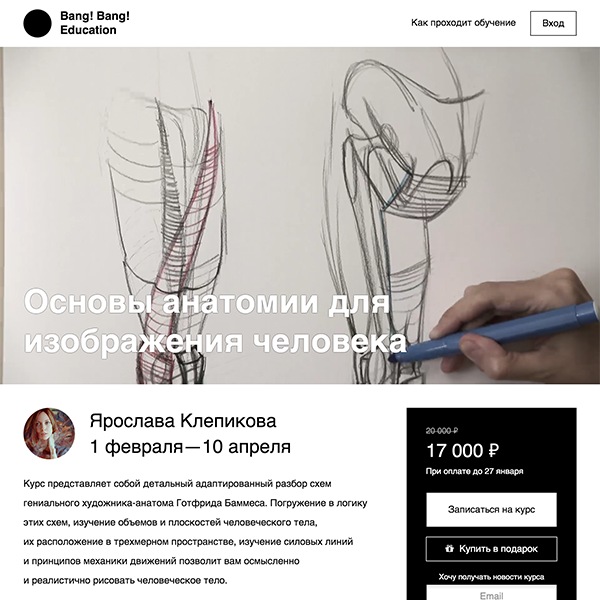 Bang! Bang!
Education
Как проходит обучение
Вход
Основы анатомии для
изображения человека
Ярослава Клепикова
1 февраля—10 апреля
Курс представляет собой детальный адаптированный разбор схем
гениального художника-анатома Готфрида Баммеса. Погружение в логику
этих схем, изучение объемов и плоскостей человеческого тела,
их расположение в трехмерном пространстве, изучение силовых линий
и принципов механики движений позволит вам осмысленно
и реалистично рисовать человеческое тело.
20 000 ₽
17 000 ₽
При оплате до 27 января
Записаться на курс
Купить в подарок
Хочу получать новости курса
Email